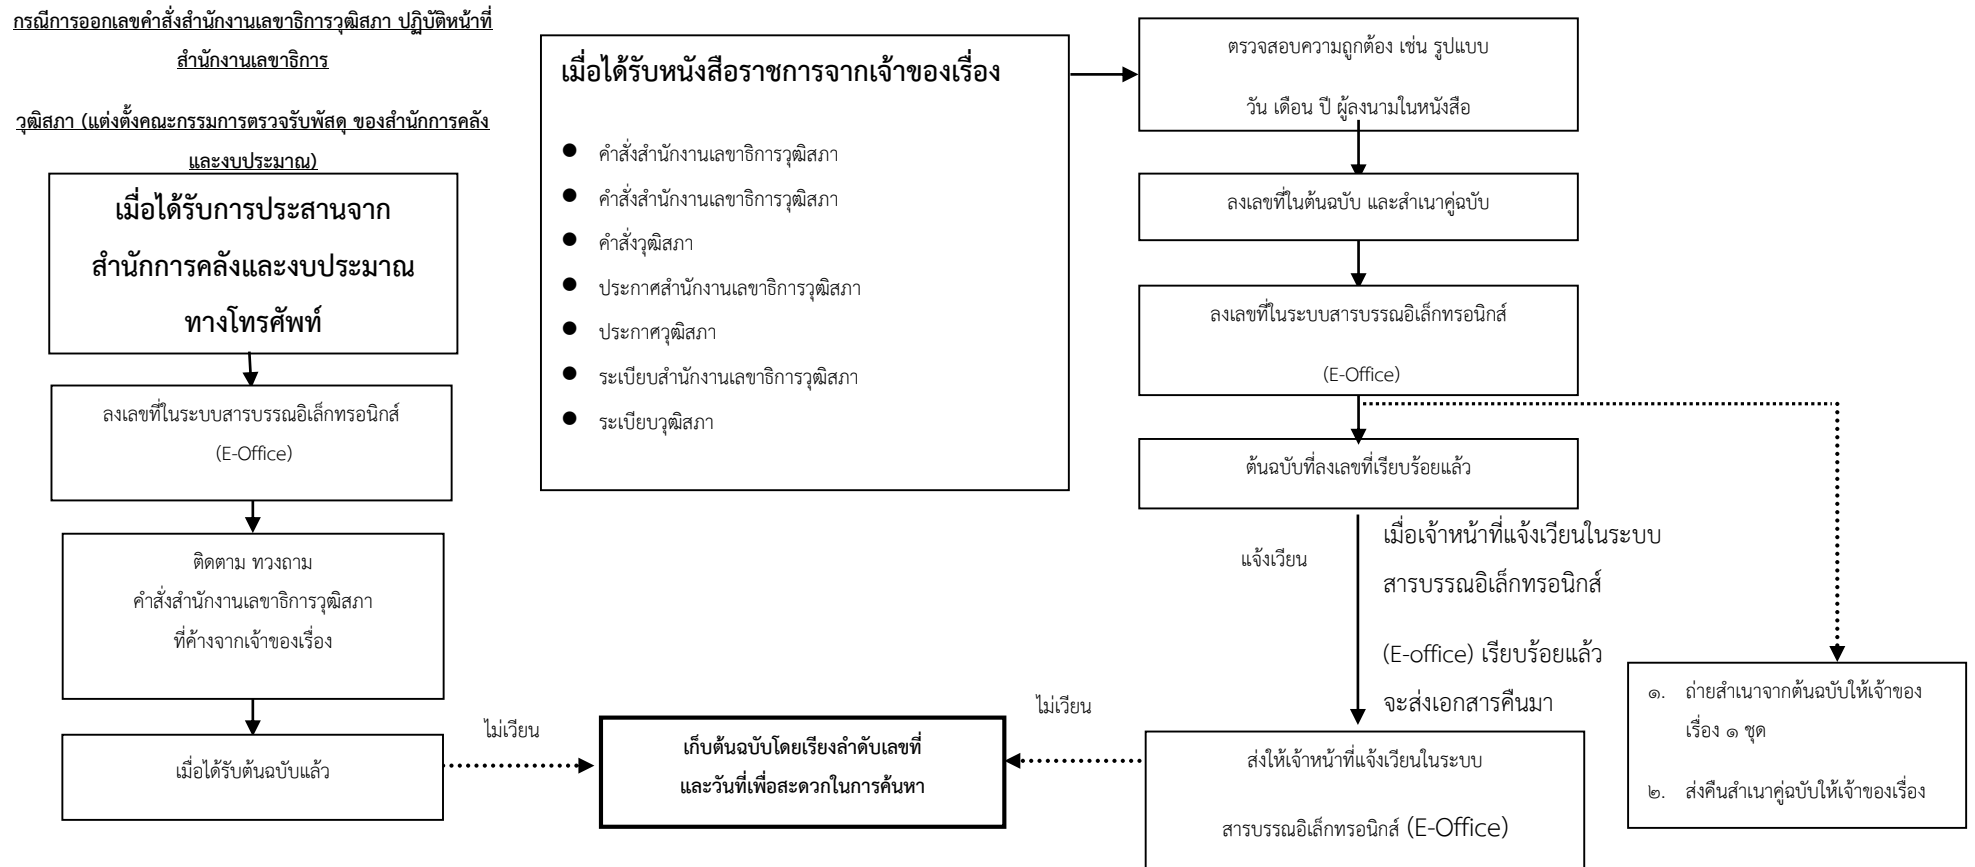 กรณีการออกเลขคำสั่งสำนักงานเลขาธิการวุฒิสภา ปฏิบัติหน้าที่
สำนักงานเลขาธิการ
วุฒิสภา (แต่งตั้งคณะกรรมการตรวจรับพัสดุ ของสำนักการคลัง
และงบประมาณ)
เมื่อได้รับการประสานจาก
สำนักการคลังและงบประมาณ
ทางโทรศัพท์
ลงเลขที่ในระบบสารบรรณอิเล็กทรอนิกส์
(E-Office)
ติดตาม ทวงถาม
คำสั่งสำนักงานเลขาธิการวุฒิสภา
ที่ค้างจากเจ้าของเรื่อง
เมื่อได้รับต้นฉบับแล้ว
ไม่เวียน
เมื่อได้รับหนังสือราชการจากเจ้าของเรื่อง
● คำสั่งสำนักงานเลขาธิการวุฒิสภา
● คำสั่งสำนักงานเลขาธิการวุฒิสภา
● คำสั่งวุฒิสภา
● ประกาศสำนักงานเลขาธิการวุฒิสภา
● ประกาศวุฒิสภา
● ระเบียบสำนักงานเลขาธิการวุฒิสภา
● ระเบียบวุฒิสภา
เก็บต้นฉบับโดยเรียงลำดับเลขที่
และวันที่เพื่อสะดวกในการค้นหา
ไม่เวียน
ตรวจสอบความถูกต้อง เช่น รูปแบบ
วัน เดือน ปี ผู้ลงนามในหนังสือ
ลงเลขที่ในต้นฉบับ และสำเนาคู่ฉบับ
ลงเลขที่ในระบบสารบรรณอิเล็กทรอนิกส์
(E-Office)
ต้นฉบับที่ลงเลขที่เรียบร้อยแล้ว
แจ้งเวียน
เมื่อเจ้าหน้าที่แจ้งเวียนในระบบ
สารบรรณอิเล็กทรอนิกส์
(E-office) เรียบร้อยแล้ว
จะส่งเอกสารคืนมา
ส่งให้เจ้าหน้าที่แจ้งเวียนในระบบ
สารบรรณอิเล็กทรอนิกส์ (E-Office)
๑. ถ่ายสำเนาจากต้นฉบับให้เจ้าของ
เรื่อง ๑ ชุด
๒. ส่งคืนสำเนาคู่ฉบับให้เจ้าของเรื่อง